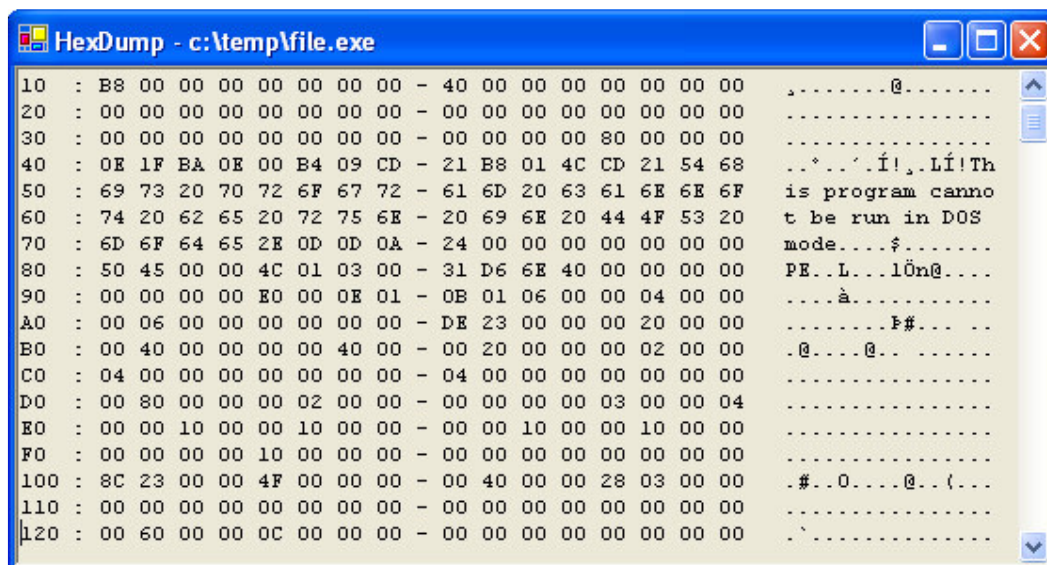 HexDump - c:\temp\file.exe
10 : B8 00 00 00 00 00 00 00 - 40 00 00 00 00 00 00 00 ¸.......@.......
20 : 00 00 00 00 00 00 00 00 - 00 00 00 00 00 00 00 00 ................
30 : 00 00 00 00 00 00 00 00 - 00 00 00 00 80 00 00 00 ................
40 : 0E 1F BA 0E 00 B4 09 CD - 21 B8 01 4C CD 21 54 68 ..º..´.Í!¸.LÍ!Th
50 : 69 73 20 70 72 6F 67 72 - 61 6D 20 63 61 6E 6E 6F is program canno
60 : 74 20 62 65 20 72 75 6E - 20 69 6E 20 44 4F 53 20 t be run in DOS
70 : 6D 6F 64 65 2E 0D 0D 0A - 24 00 00 00 00 00 00 00 mode....$.......
80 : 50 45 00 00 4C 01 03 00 - 31 D6 6E 40 00 00 00 00 PE..L...1Ön@....
90 : 00 00 00 00 E0 00 0E 01 - 0B 01 06 00 00 04 00 00 ....à...........
A0 : 00 06 00 00 00 00 00 00 - DE 23 00 00 00 20 00 00 ........Þ#... ..
B0 : 00 40 00 00 00 00 40 00 - 00 20 00 00 00 02 00 00 .@....@.. ......
C0 : 04 00 00 00 00 00 00 00 - 04 00 00 00 00 00 00 00 ................
D0 : 00 80 00 00 00 02 00 00 - 00 00 00 00 03 00 00 04 ................
E0 : 00 00 10 00 00 10 00 00 - 00 00 10 00 00 10 00 00 ................
F0 : 00 00 00 00 10 00 00 00 - 00 00 00 00 00 00 00 00 ................
100 : 8C 23 00 00 4F 00 00 00 - 00 40 00 00 28 03 00 00 .#..O....@..(...
110 : 00 00 00 00 00 00 00 00 - 00 00 00 00 00 00 00 00 ................
120 : 00 60 00 00 0C 00 00 00 - 00 00 00 00 00 00 00 00 .`..............